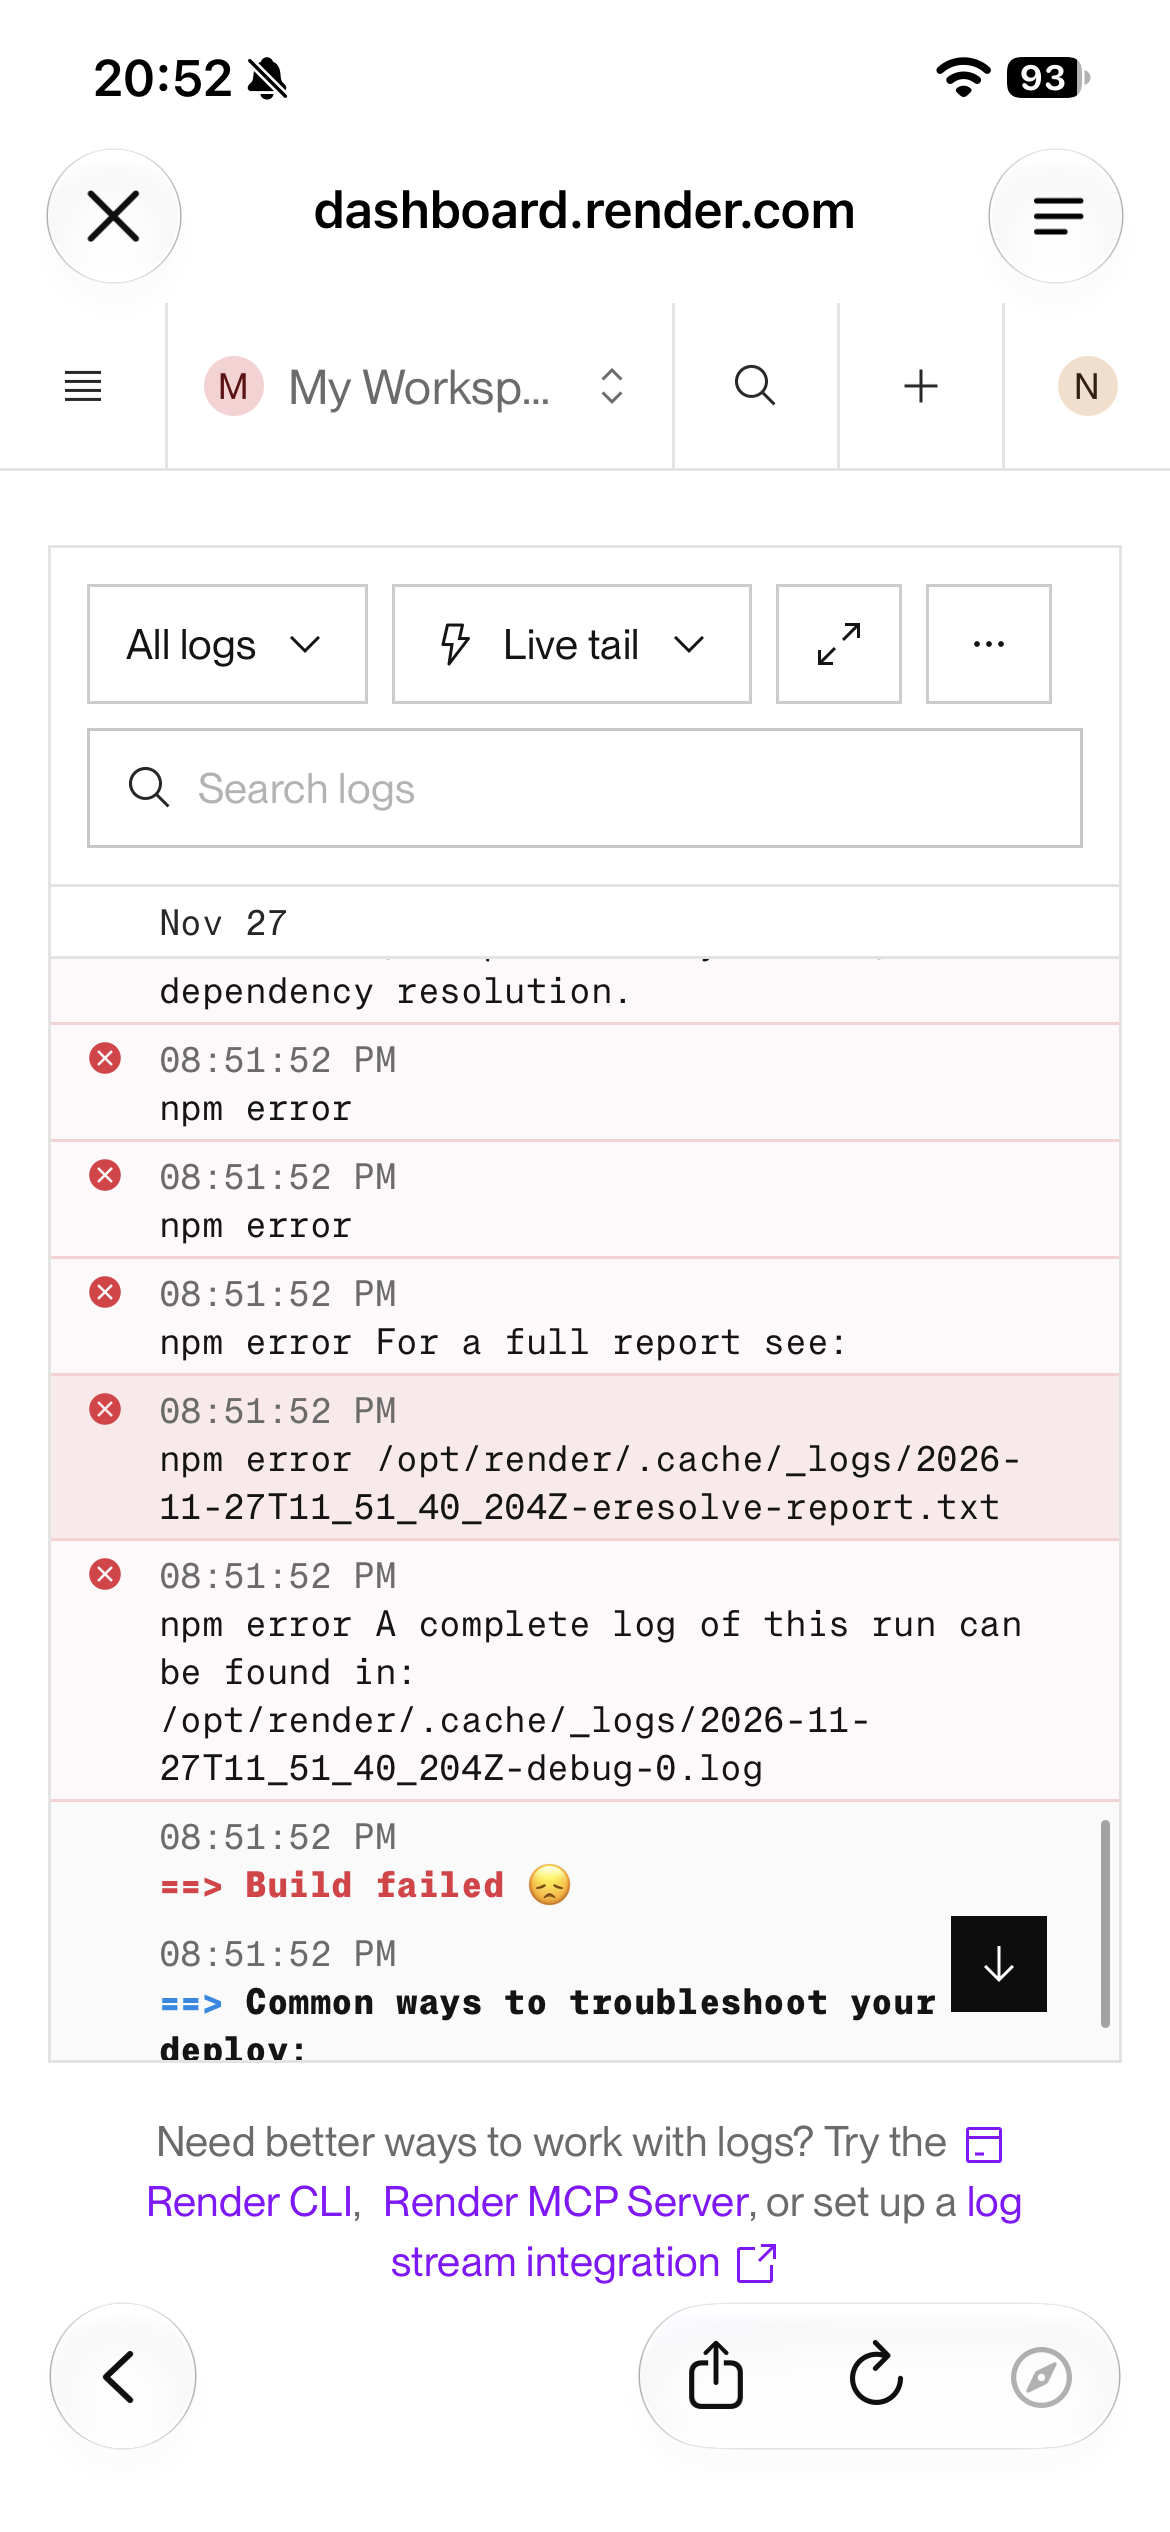 20:52
93
dashboard.render.com
M My Worksp...
N
All logs
Live tail
...
Search logs
Nov 27
dependency resolution.
08:51:52 PM
npm error
08:51:52 PM
npm error
08:51:52 PM
npm error For a full report see:
08:51:52 PM
npm error /opt/render/.cache/_logs/2026-
11-27T11_51_40_204Z-eresolve-report.txt
08:51:52 PM
npm error A complete log of this run can
be found in:
/opt/render/.cache/_logs/2026-11-
27T11_51_40_204Z-debug-0.log
08:51:52 PM
==> Build failed 😞
08:51:52 PM
==> Common ways to troubleshoot your
deploy:
Need better ways to work with logs? Try the
Render CLI, Render MCP Server, or set up a log
stream integration